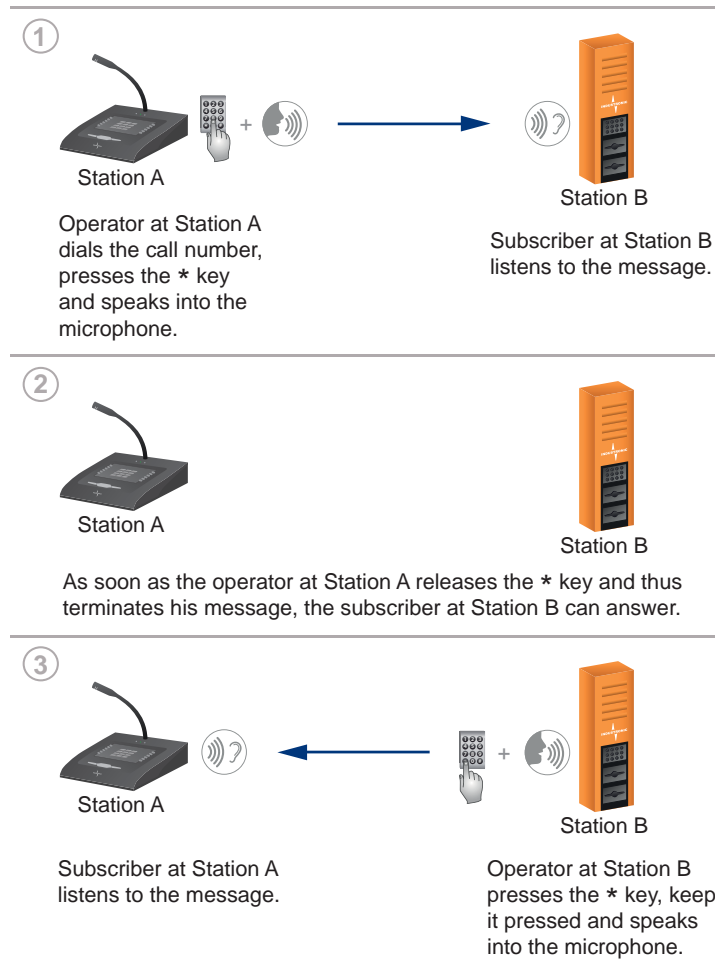 1
Station A
Station B
Operator at Station A
dials the call number,
presses the * key
and speaks into the
microphone.
Subscriber at Station B
listens to the message.
2
Station A
Station B
As soon as the operator at Station A releases the * key and thus
terminates his message, the subscriber at Station B can answer.
3
+
Station A
Station B
Subscriber at Station A
listens to the message.
Operator at Station B
presses the * key, keep
it pressed and speaks
into the microphone.